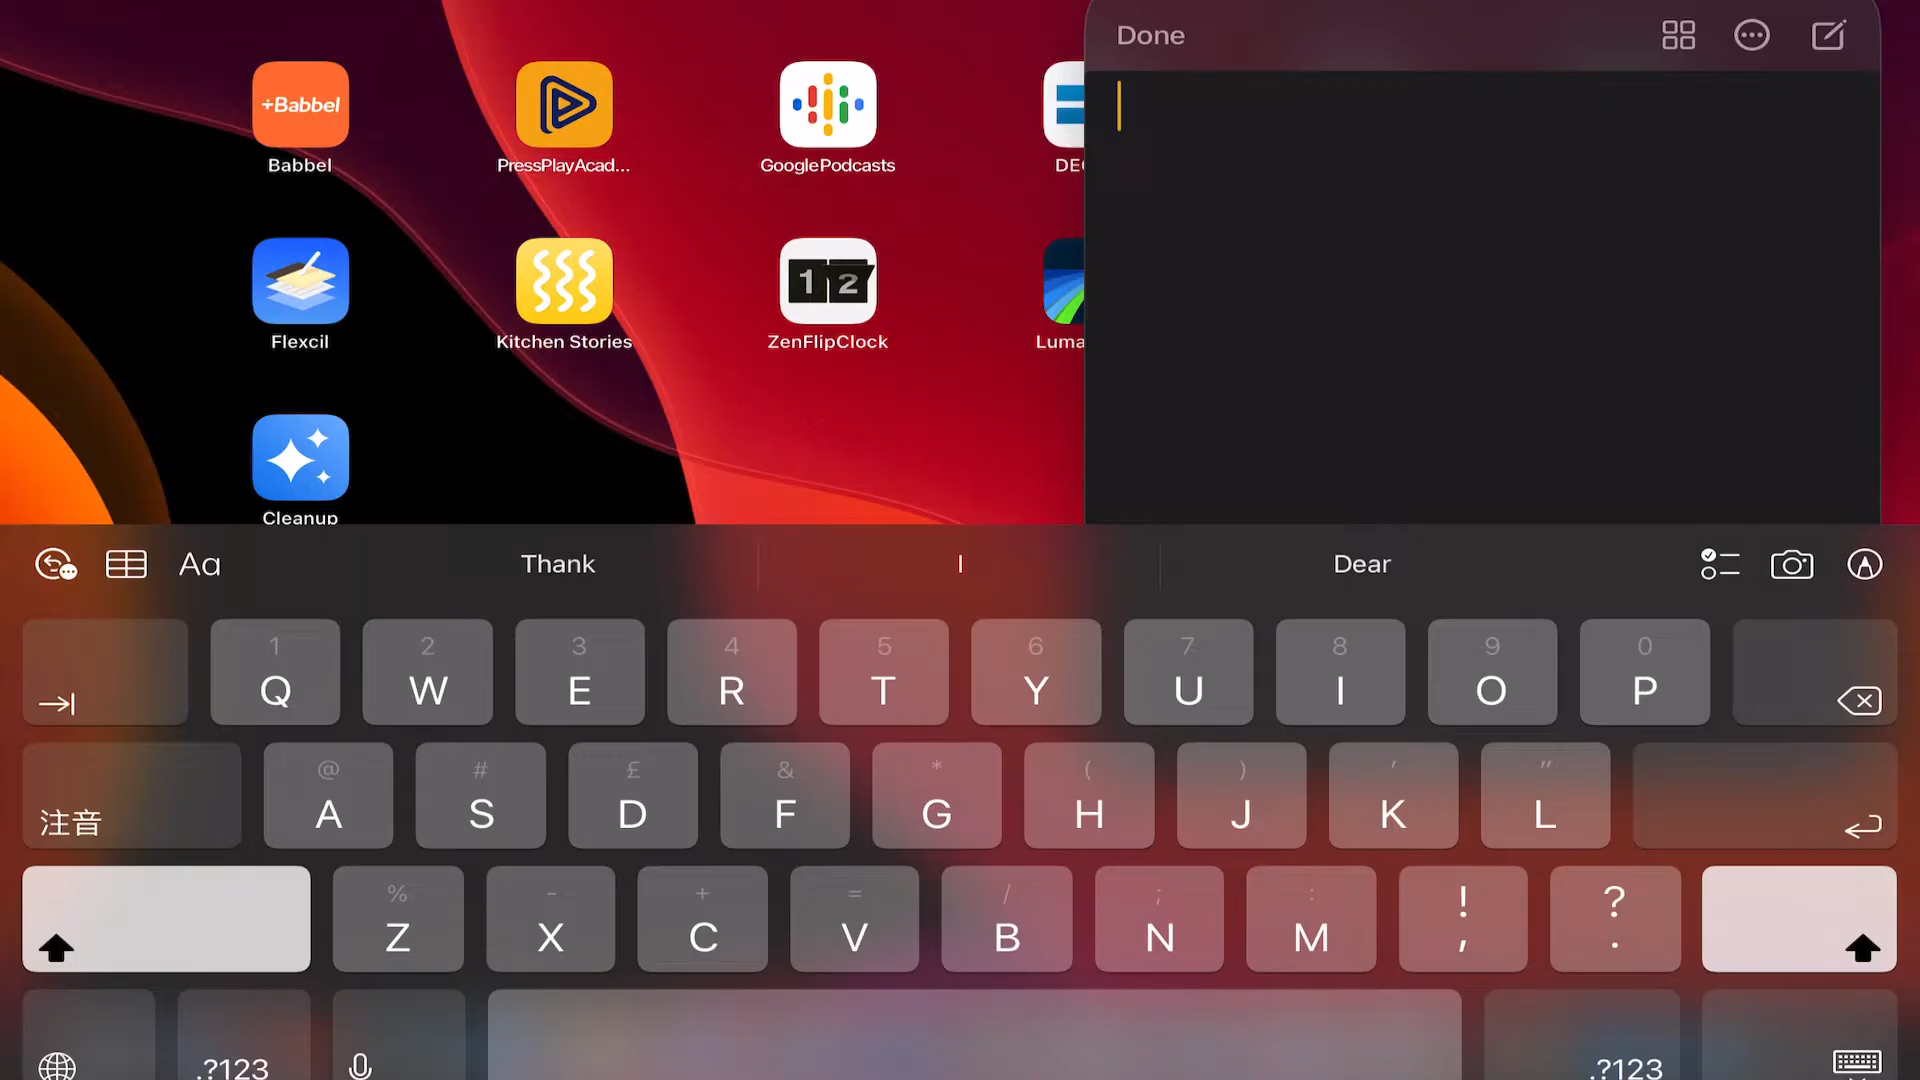 Done
+Babbel
Babbel
PressPlayAcad...
GooglePodcasts
DE
12
Flexcil
Kitchen Stories
ZenFlipClock
Luma
Cleanup
Aa
Thank
I
Dear
1 2 3 4 5 6 7 8 9 0
Q W E R T Y U I O P
@ # £ & * ( ) ' "
注音 A S D F G H J K L
% - + = / ; : ! ?
Z X C V B N M , .
.?123
.?123